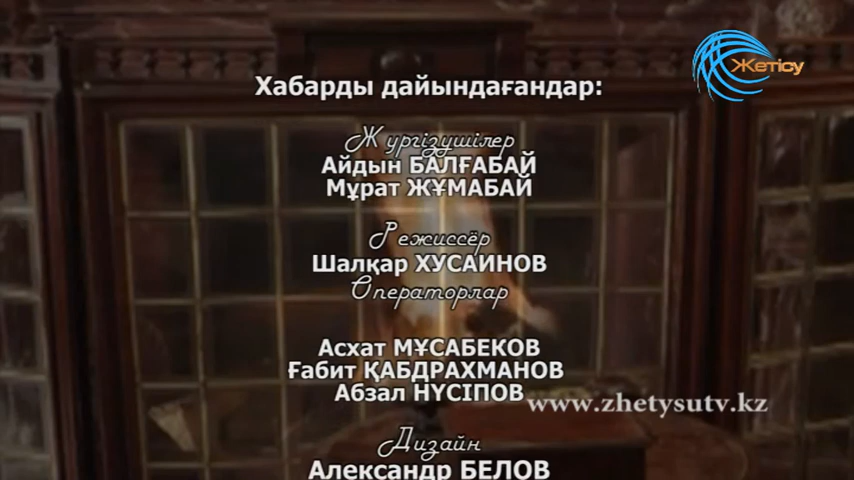 Жетісу
Хабарды дайындағандар:
Жүргізушілер
Айдын БАЛҒАБАЙ
Мұрат ЖҰМАБАЙ
Режиссёр
Шалқар ХУСАИНОВ
Операторлар
Асхат МҰСАБЕКОВ
Ғабит ҚАБДРАХМАНОВ
Абзал НҮСІПОВ
www.zhetysutv.kz
Дизайн
Александр БЕЛОВ